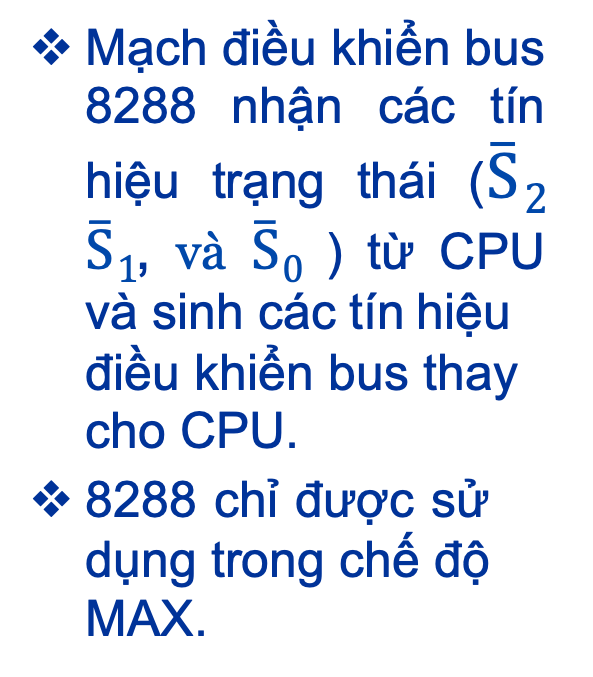 ❖ Mạch điều khiển bus
8288 nhận các tín
hiệu trạng thái (S̅₂
S̅₁, và S̅₀ ) từ CPU
và sinh các tín hiệu
điều khiển bus thay
cho CPU.
❖ 8288 chỉ được sử
dụng trong chế độ
MAX.